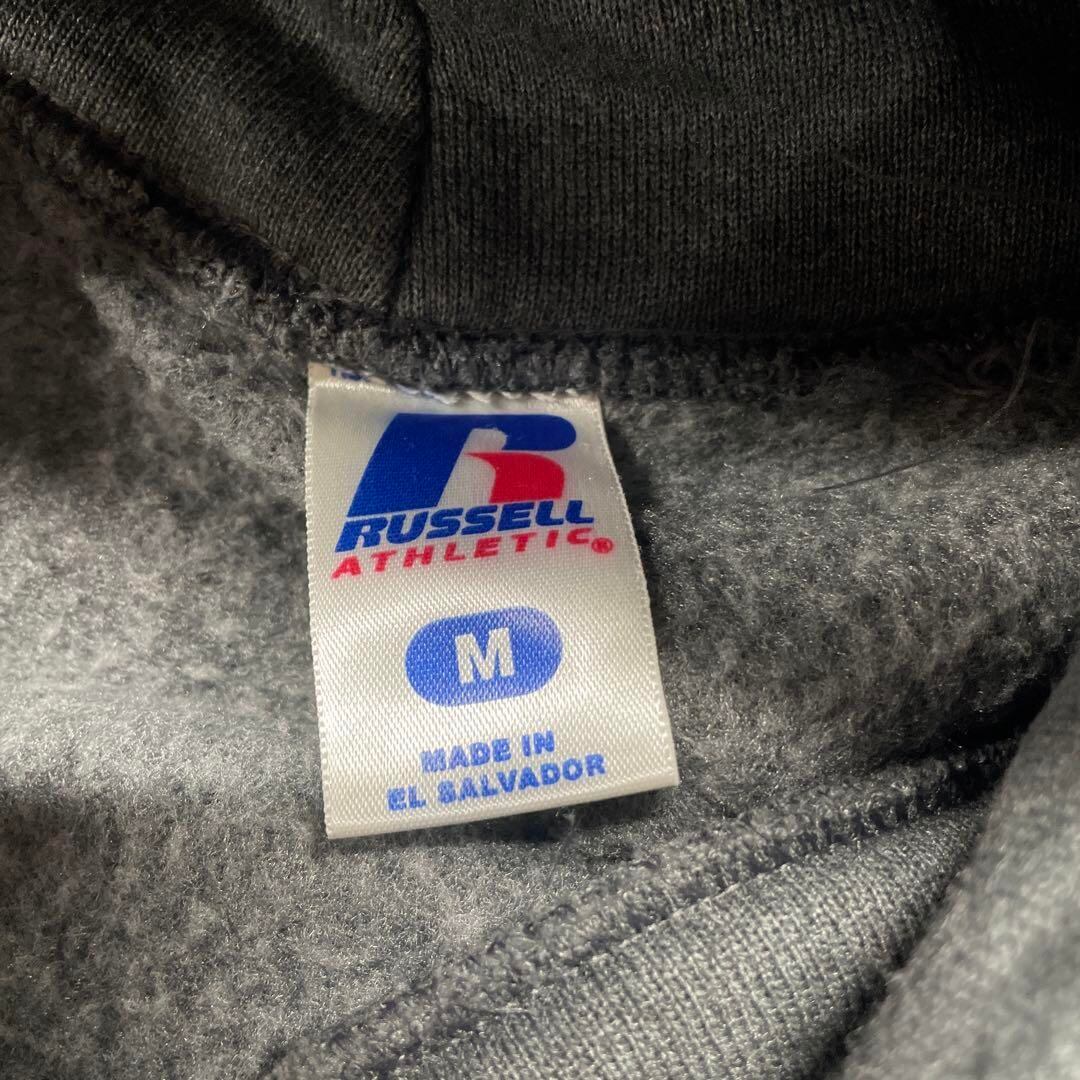 RUSSELL
ATHLETIC®
M
MADE IN
EL SALVADOR